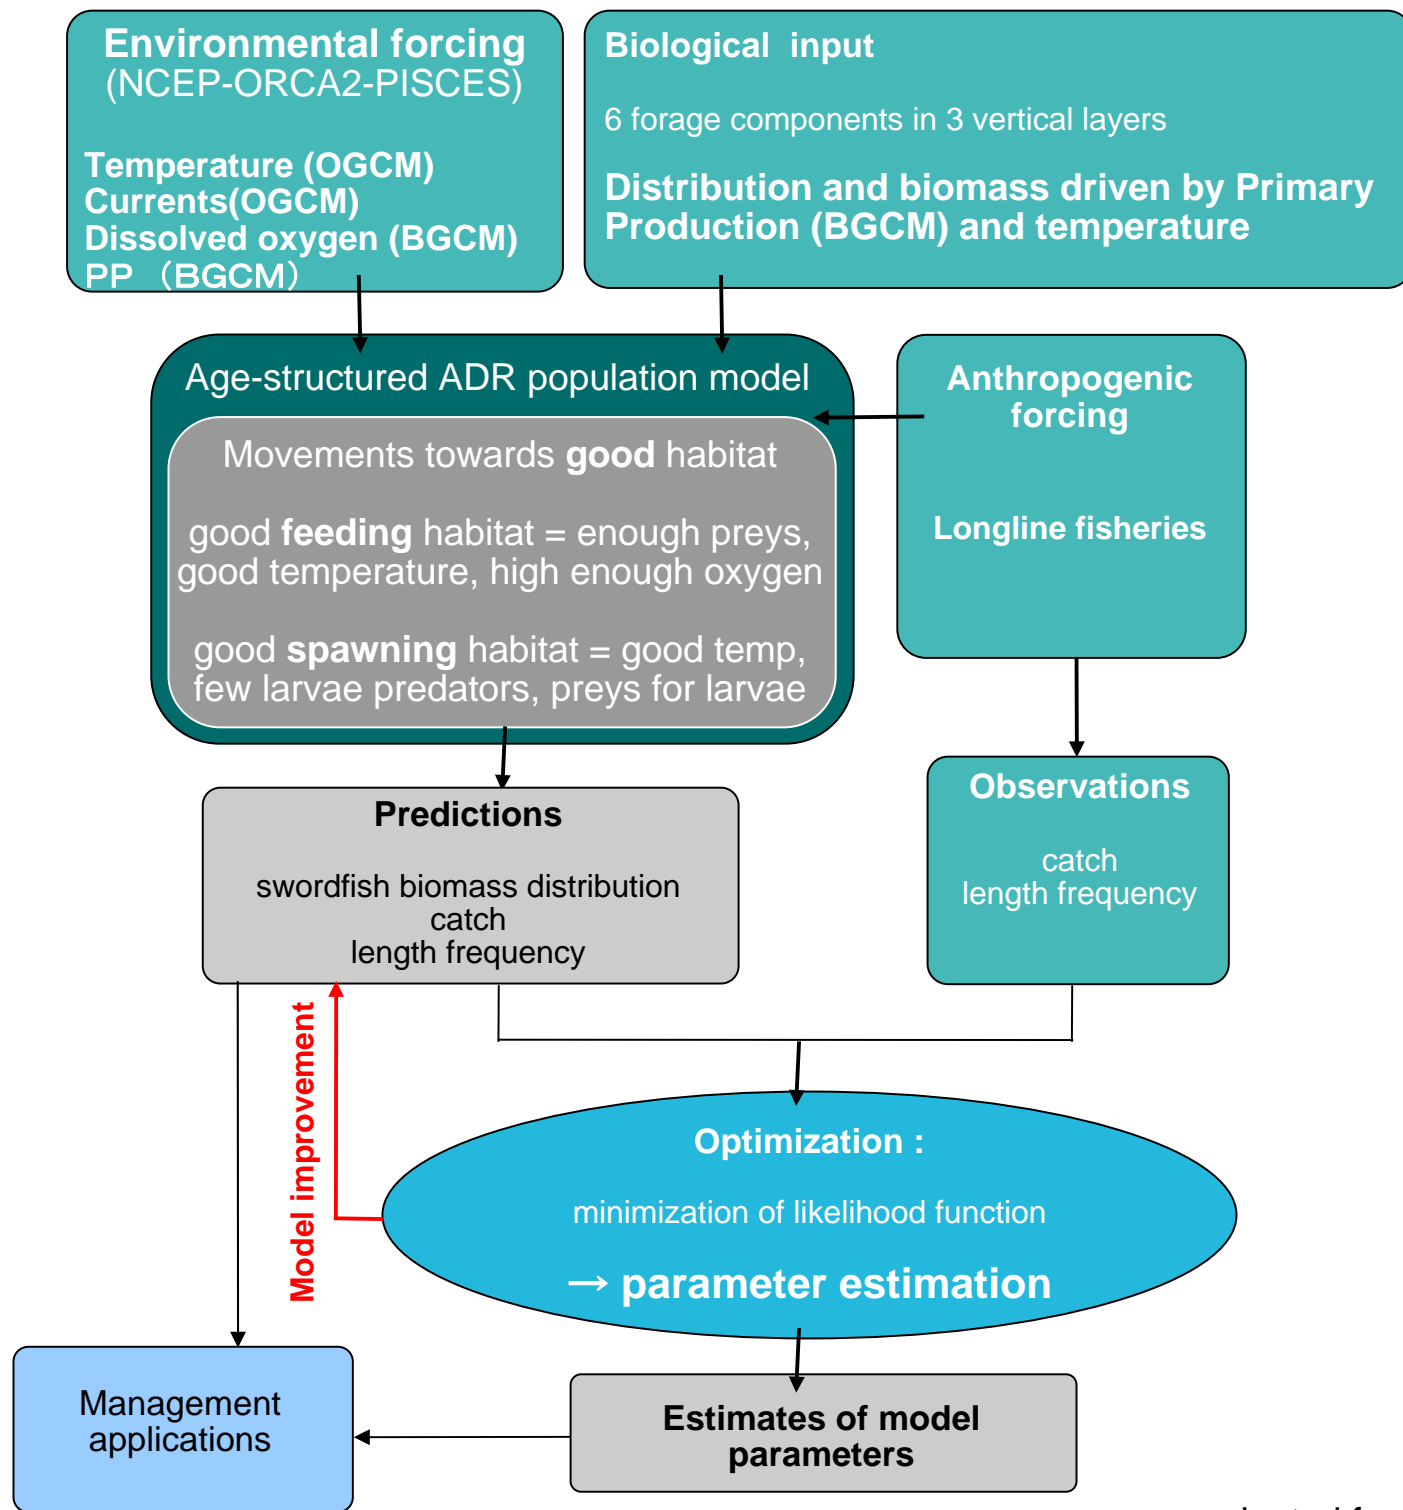 Environmental forcing
(NCEP-ORCA2-PISCES)
Temperature (OGCM)
Currents(OGCM)
Dissolved oxygen (BGCM)
PP （BGCM）
Biological input
6 forage components in 3 vertical layers
Distribution and biomass driven by Primary
Production (BGCM) and temperature
Age-structured ADR population model
Movements towards good habitat
good feeding habitat = enough preys,
good temperature, high enough oxygen
good spawning habitat = good temp,
few larvae predators, preys for larvae
Anthropogenic
forcing
Longline fisheries
Predictions
swordfish biomass distribution
catch
length frequency
Observations
catch
length frequency
Model improvement
Optimization :
minimization of likelihood function
→ parameter estimation
Management
applications
Estimates of model
parameters